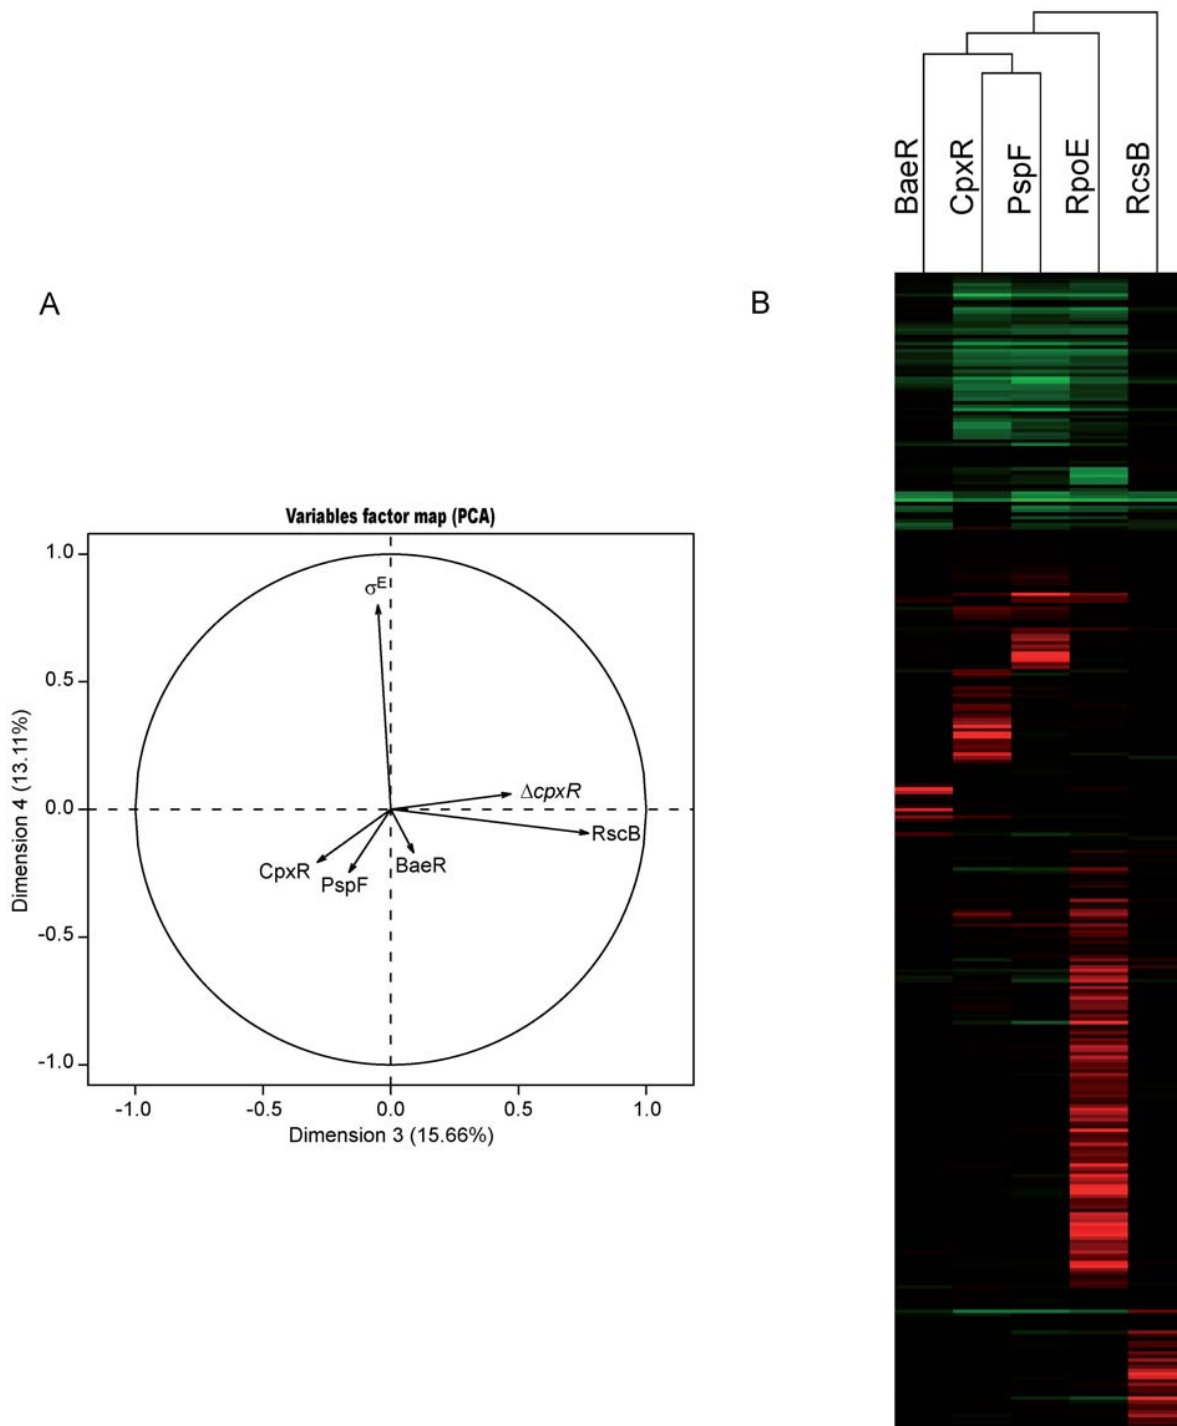 A
Variables factor map (PCA)
Dimension 4 (13.11%)
1.0
0.5
0.0
-0.5
-1.0
σE
ΔcpxR
RscB
BaeR
CpxR
PspF
-1.0 -0.5 0.0 0.5 1.0
Dimension 3 (15.66%)
B
BaeR
CpxR
PspF
RpoE
RcsB